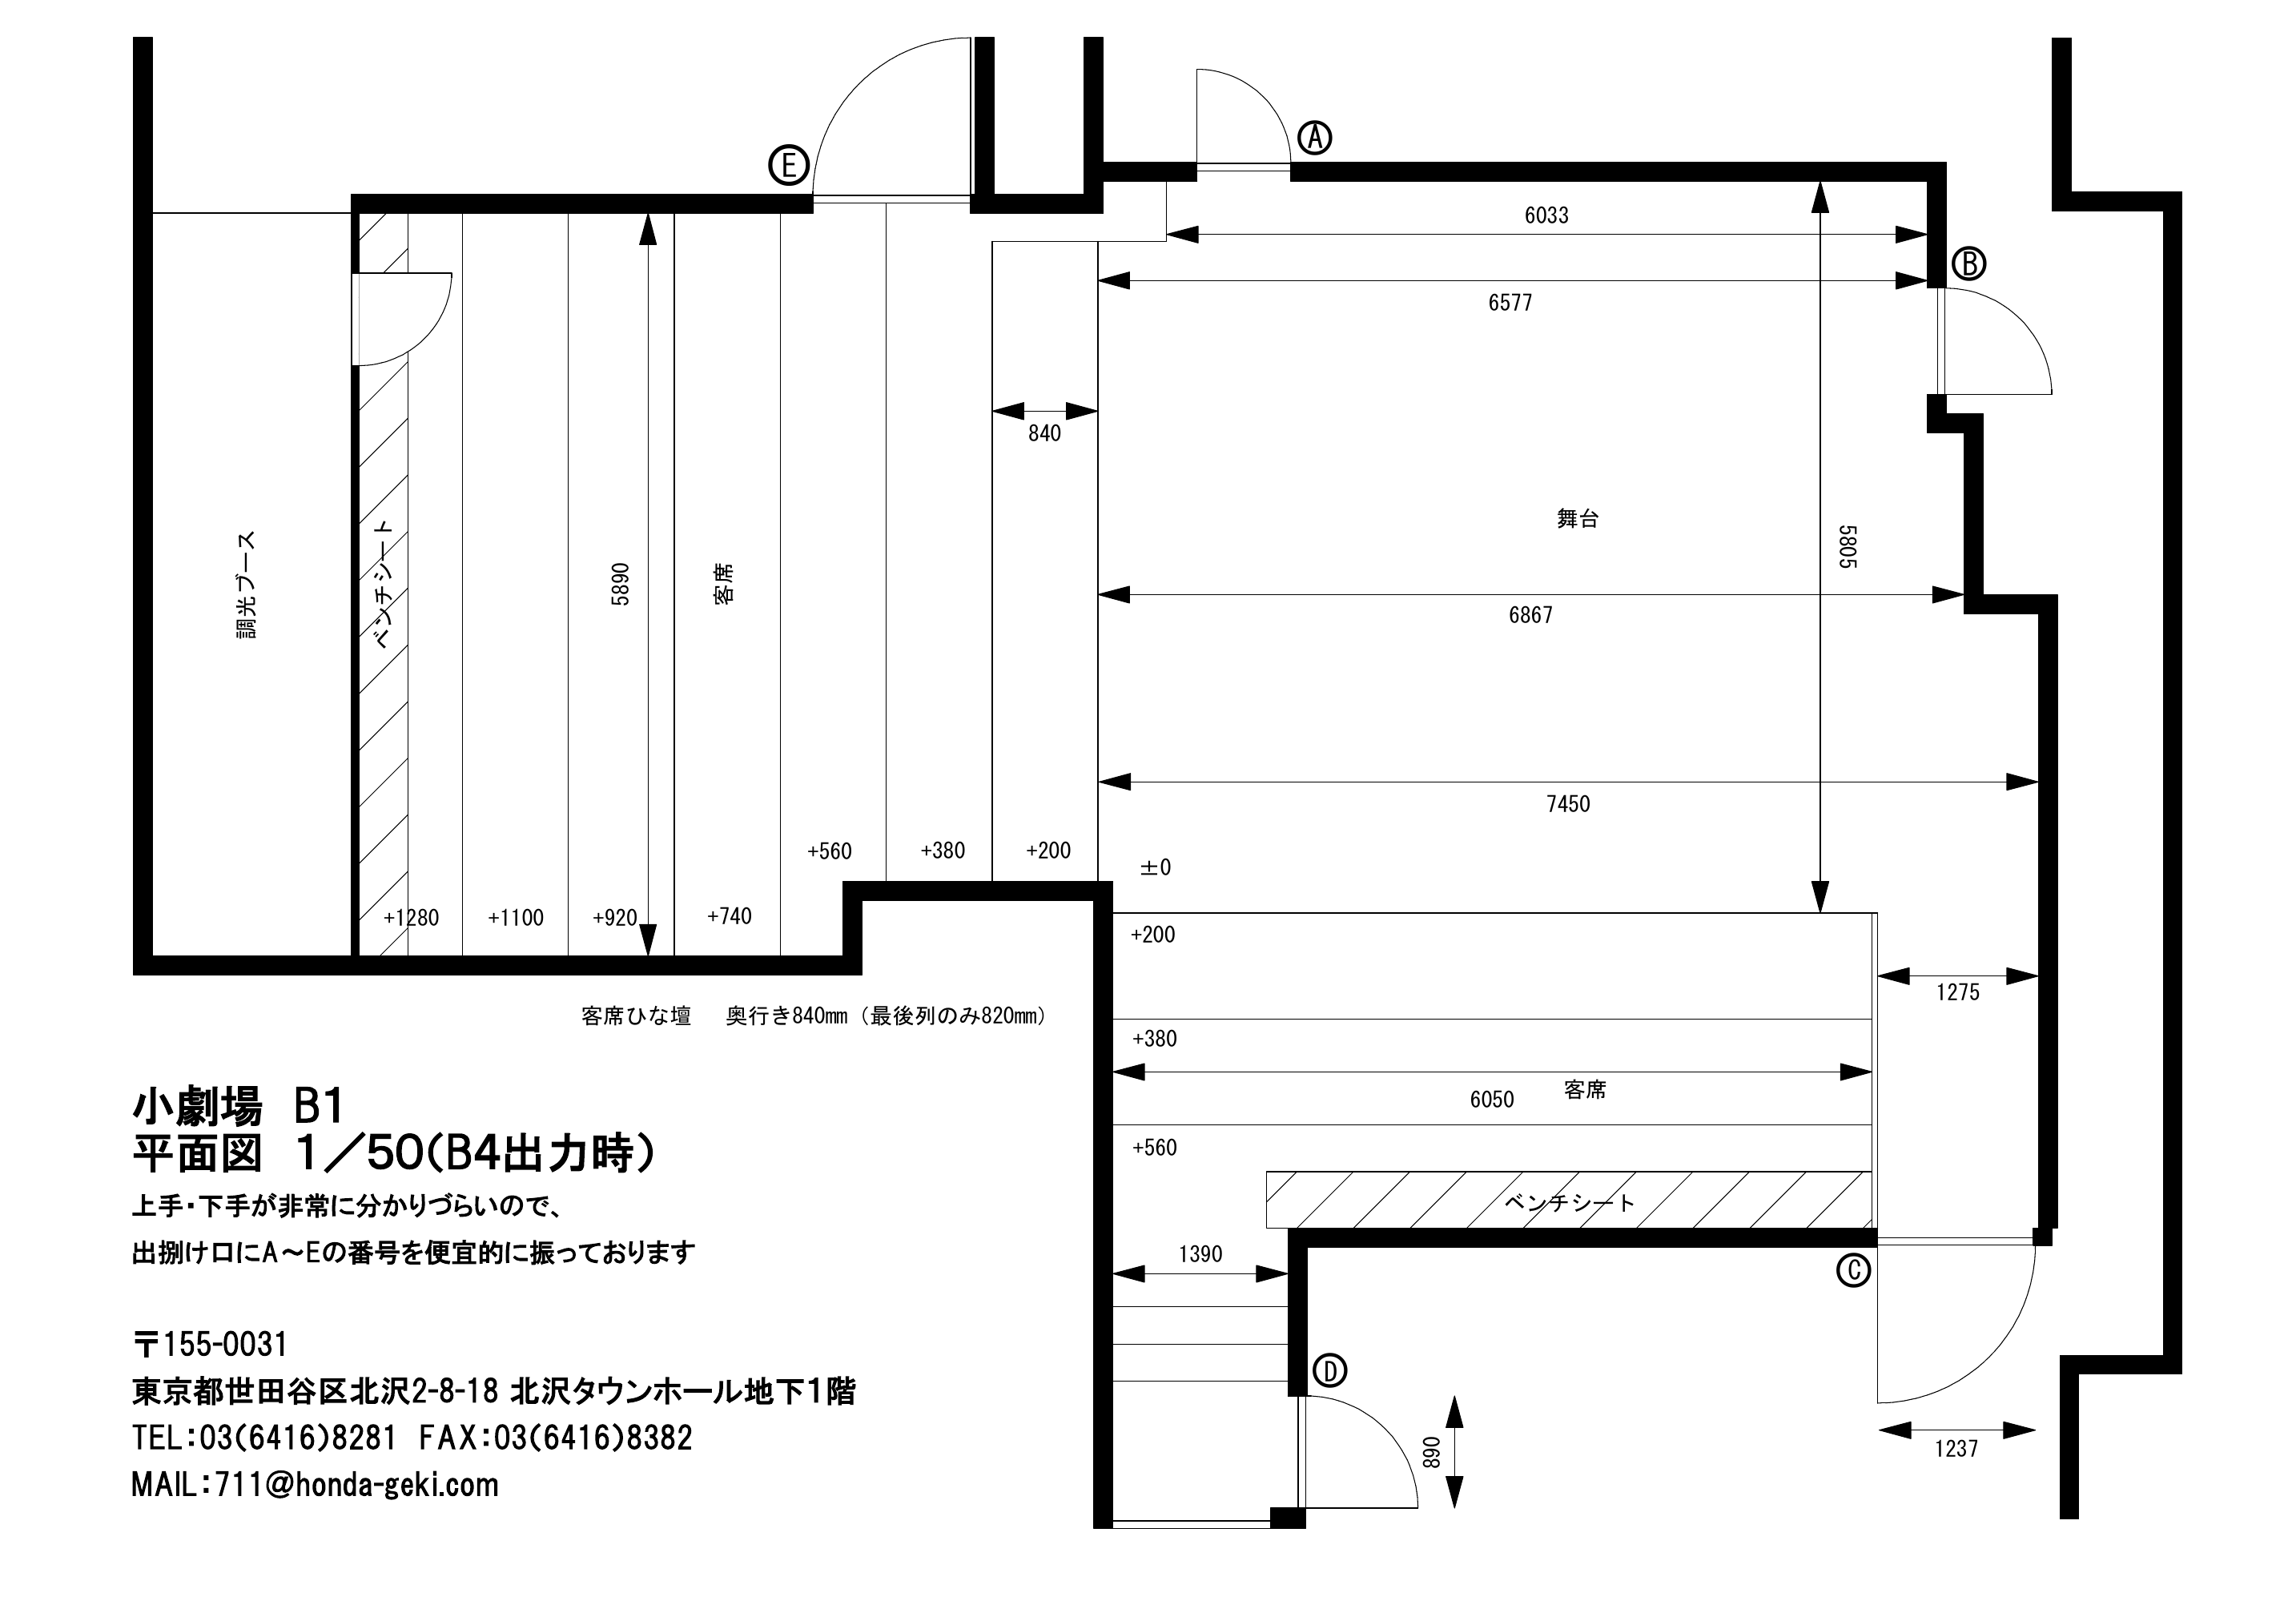 A
E
6033
B
6577
840
舞台
調光ブース
ベンチシート
5890
客席
5805
6867
7450
+560
+380
+200
±0
+1280
+1100
+920
+740
+200
1275
客席ひな壇　奥行き840mm（最後列のみ820mm）
+380
6050
客席
+560
ベンチシート
1390
C
D
890
1237
小劇場　B1
平面図　1／50(B4出力時)
上手・下手が非常に分かりづらいので、
出捌け口にA～Eの番号を便宜的に振っております
〒155-0031
東京都世田谷区北沢2-8-18 北沢タウンホール地下1階
TEL:03(6416)8281　FAX:03(6416)8382
MAIL:711@honda-geki.com